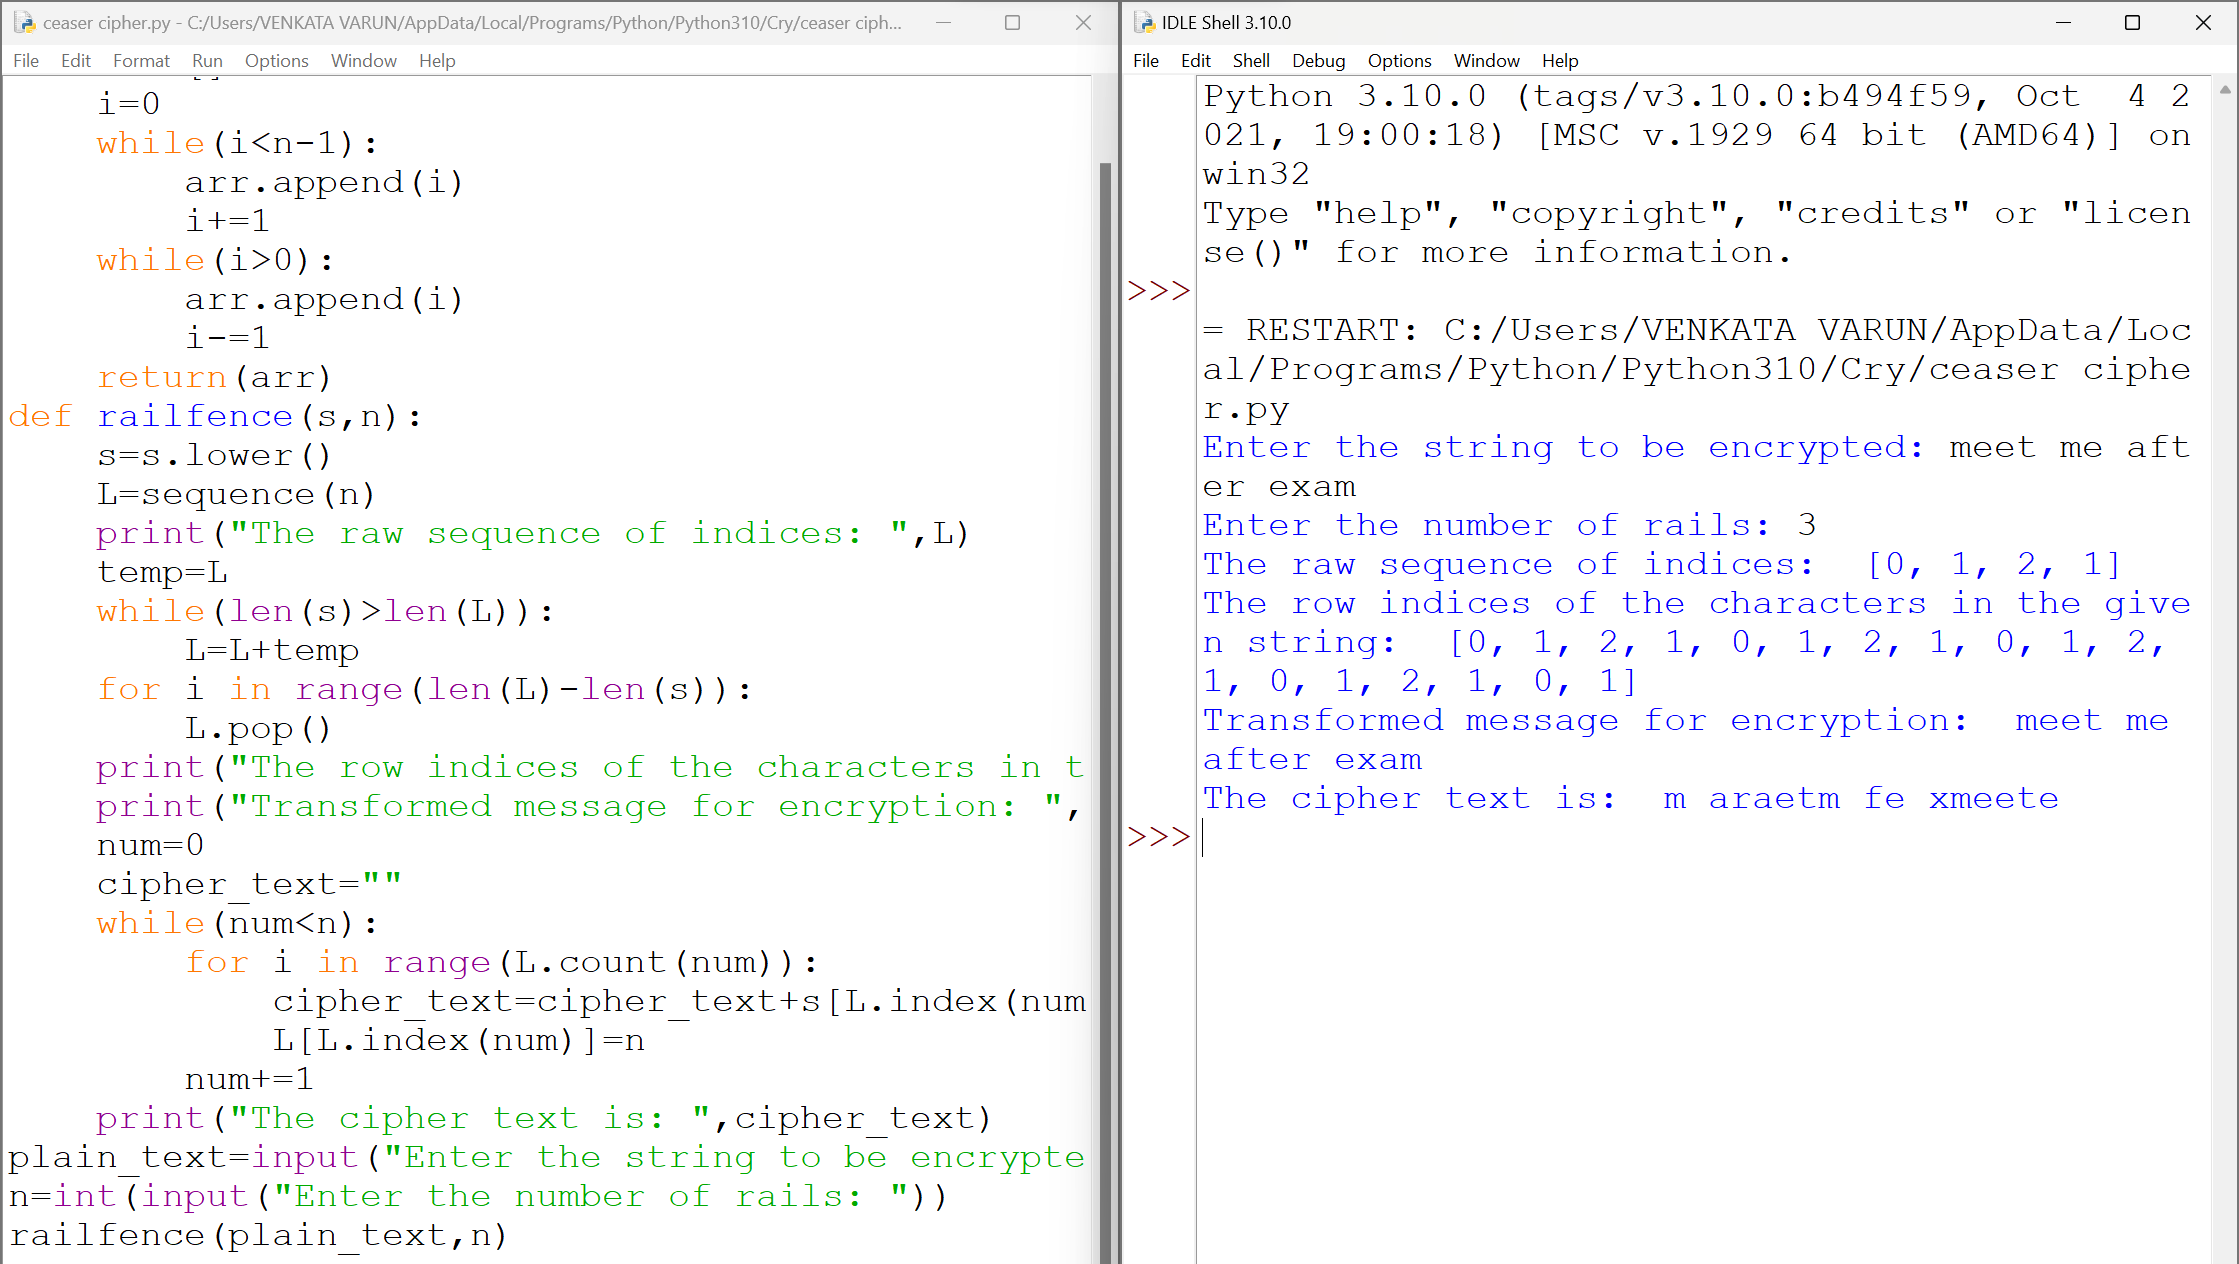 ceaser cipher.py - C:/Users/VENKATA VARUN/AppData/Local/Programs/Python/Python310/Cry/ceaser ciph...
File Edit Format Run Options Window Help
i=0
while(i<n-1):
arr.append(i)
i+=1
while(i>0):
arr.append(i)
i-=1
return(arr)
def railfence(s,n):
s=s.lower()
L=sequence(n)
print("The raw sequence of indices: ",L)
temp=L
while(len(s)>len(L)):
L=L+temp
for i in range(len(L)-len(s)):
L.pop()
print("The row indices of the characters in t
print("Transformed message for encryption: ",
num=0
cipher_text=""
while(num<n):
for i in range(L.count(num)):
cipher_text=cipher_text+s[L.index(num
L[L.index(num)]=n
num+=1
print("The cipher text is: ",cipher_text)
plain_text=input("Enter the string to be encrypte
n=int(input("Enter the number of rails: "))
railfence(plain_text,n)
IDLE Shell 3.10.0
File Edit Shell Debug Options Window Help
Python 3.10.0 (tags/v3.10.0:b494f59, Oct  4 2
021, 19:00:18) [MSC v.1929 64 bit (AMD64)] on
win32
Type "help", "copyright", "credits" or "licen
se()" for more information.
>>>
= RESTART: C:/Users/VENKATA VARUN/AppData/Loc
al/Programs/Python/Python310/Cry/ceaser ciphe
r.py
Enter the string to be encrypted: meet me aft
er exam
Enter the number of rails: 3
The raw sequence of indices:  [0, 1, 2, 1]
The row indices of the characters in the give
n string:  [0, 1, 2, 1, 0, 1, 2, 1, 0, 1, 2,
1, 0, 1, 2, 1, 0, 1]
Transformed message for encryption:  meet me
after exam
The cipher text is:  m araetm fe xmeete
>>>